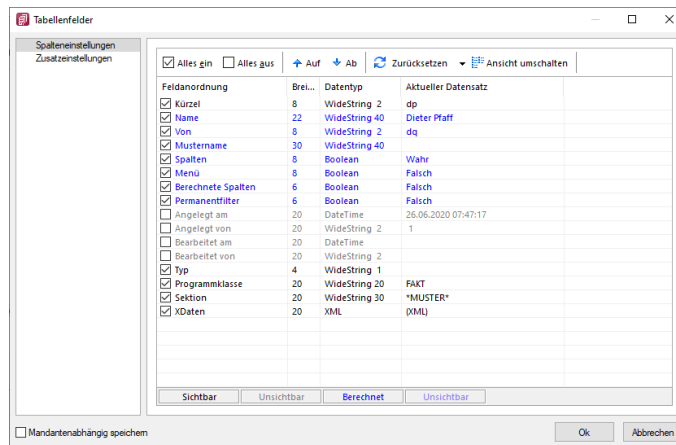 Tabellenfelder
Spalteneinstellungen
Zusatzeinstellungen
Alles ein Alles aus Auf Ab Zurücksetzen Ansicht umschalten
Feldanordnung Brei... Datentyp Aktueller Datensatz
Kürzel 8 WideString 2 dp
Name 22 WideString 40 Dieter Pfaff
Von 8 WideString 2 dq
Mustername 30 WideString 40
Spalten 8 Boolean Wahr
Menü 8 Boolean Falsch
Berechnete Spalten 6 Boolean Falsch
Permanentfilter 6 Boolean Falsch
Angelegt am 20 DateTime 26.06.2020 07:47:17
Angelegt von 20 WideString 2 1
Bearbeitet am 20 DateTime
Bearbeitet von 20 WideString 2
Typ 4 WideString 1
Programmklasse 20 WideString 20 FAKT
Sektion 20 WideString 30 *MUSTER*
XDaten 20 XML (XML)
Sichtbar Unsichtbar Berechnet Unsichtbar
Mandantenabhängig speichern Ok Abbrechen